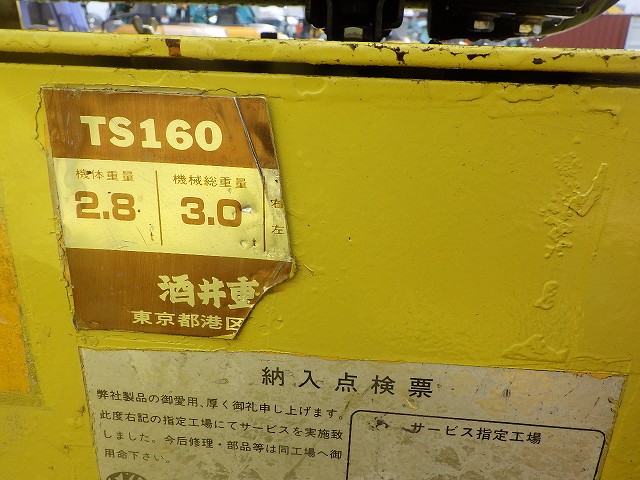 TS160
機体重量 機械総重量
2.8 3.0 右
左
酒井重
東京都港区
納入点検票
弊社製品の御愛用、厚く御礼申し上げます。
此度右記の指定工場にてサービスを実施致
しました。今后修理・部品等は同工場へ御
用命下さい。
サービス指定工場